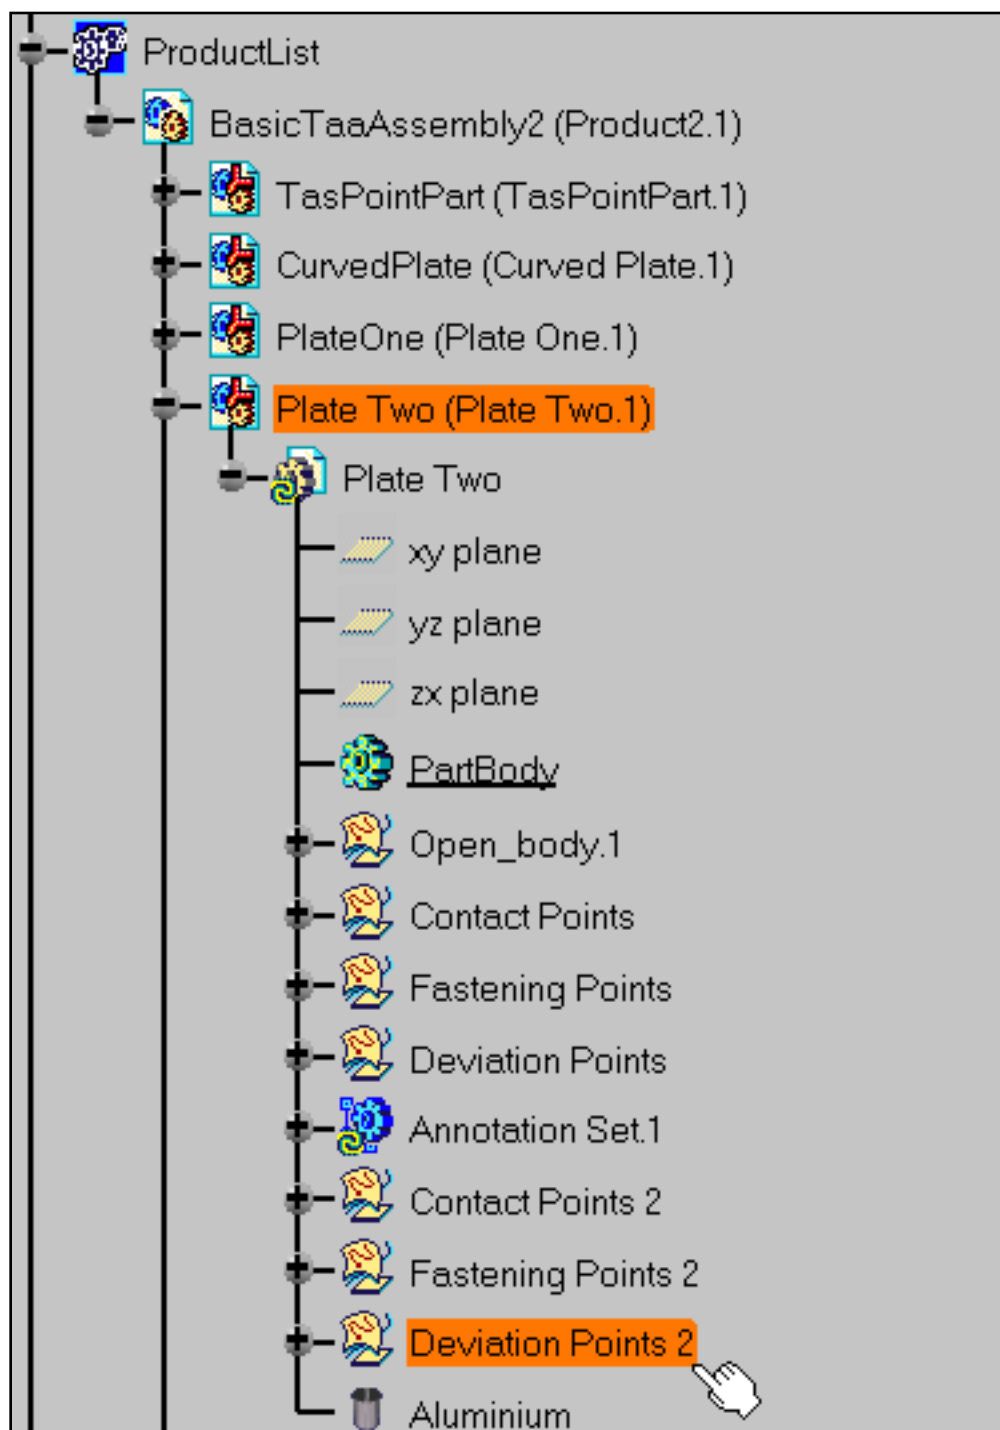 ProductList
BasicTaaAssembly2 (Product2.1)
TasPointPart (TasPointPart.1)
CurvedPlate (Curved Plate.1)
PlateOne (Plate One.1)
Plate Two (Plate Two.1)
Plate Two
xy plane
yz plane
zx plane
PartBody
Open_body.1
Contact Points
Fastening Points
Deviation Points
Annotation Set.1
Contact Points 2
Fastening Points 2
Deviation Points 2
Aluminium